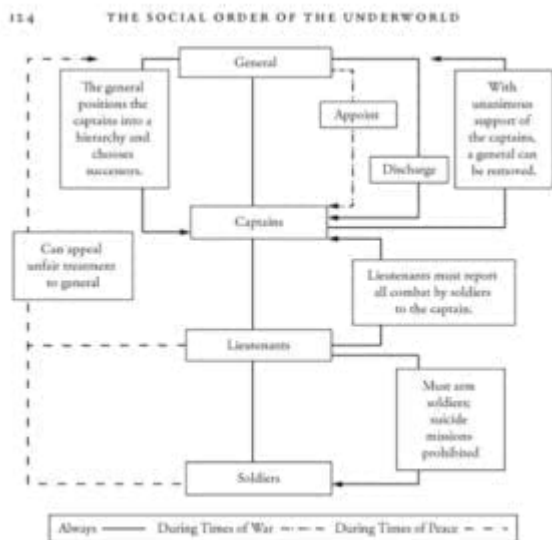 124 THE SOCIAL ORDER OF THE UNDERWORLD
General
The general
positions the
captains into a
hierarchy and
chooses
successors.
Appoint
Discharge
With
unanimous
support of
the captains,
a general can
be removed.
Captains
Can appeal
unfair treatment
to general
Lieutenants must report
all combat by soldiers
to the captain.
Lieutenants
Must arm
soldiers;
suicide
missions
prohibited
Soldiers
Always During Times of War During Times of Peace